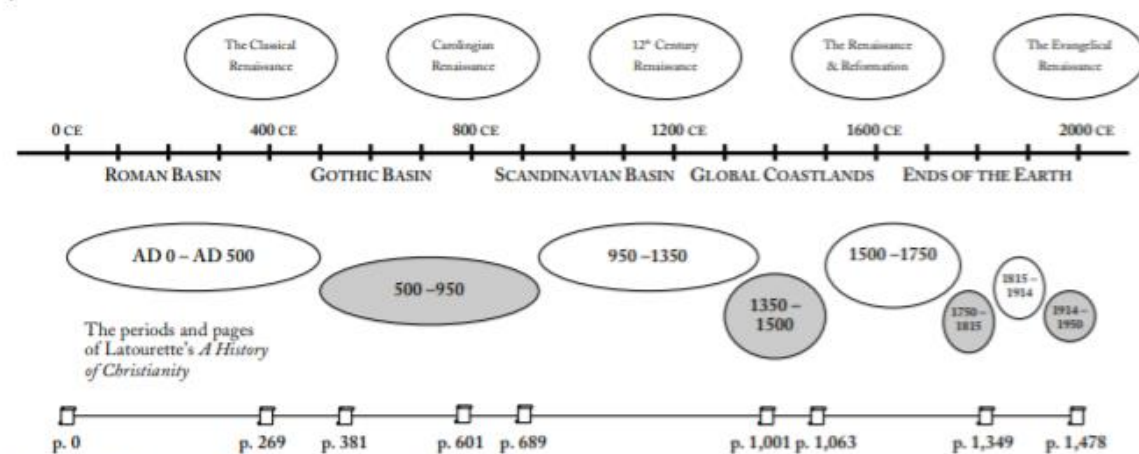 The Classical
Renaissance
Carolingian
Renaissance
12th Century
Renaissance
The Renaissance
& Reformation
The Evangelical
Renaissance
0 CE
400 CE
800 CE
1200 CE
1600 CE
2000 CE
ROMAN BASIN
GOTHIC BASIN
SCANDINAVIAN BASIN
GLOBAL COASTLANDS
ENDS OF THE EARTH
AD 0 – AD 500
500 –950
950 –1350
1350 –
1500
1500 –1750
1750 –
1815
1815 –
1914
1914 –
1950
The periods and pages
of Latourette's A History
of Christianity
p. 0
p. 269
p. 381
p. 601
p. 689
p. 1,001
p. 1,063
p. 1,349
p. 1,478